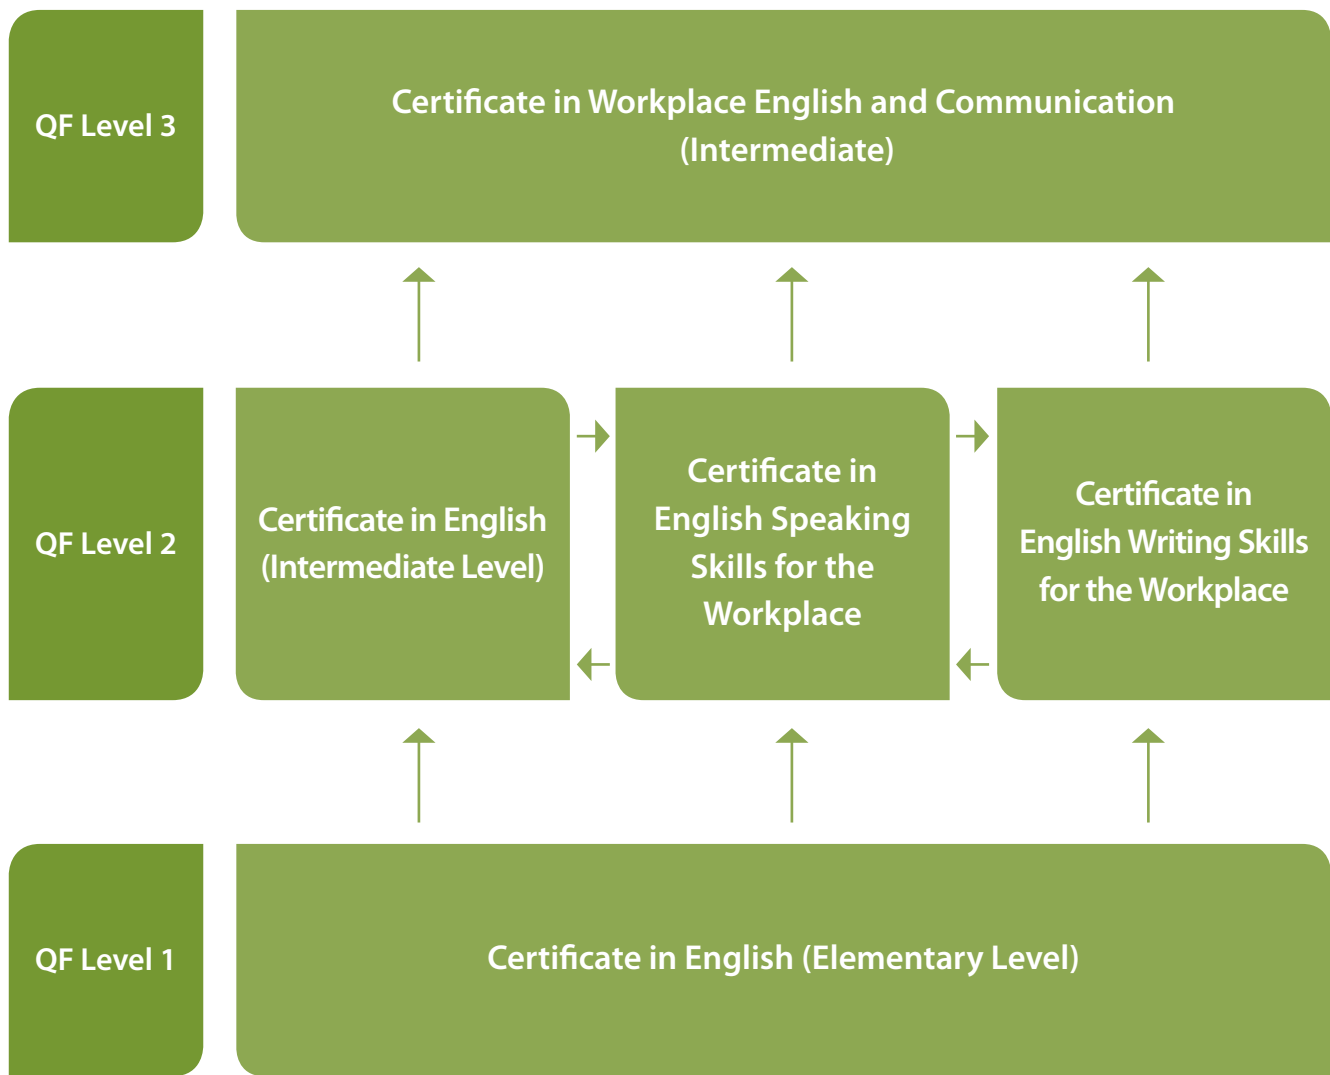 QF Level 3
Certificate in Workplace English and Communication
(Intermediate)
QF Level 2
Certificate in English
(Intermediate Level)
Certificate in
English Speaking
Skills for the
Workplace
Certificate in
English Writing Skills
for the Workplace
QF Level 1
Certificate in English (Elementary Level)